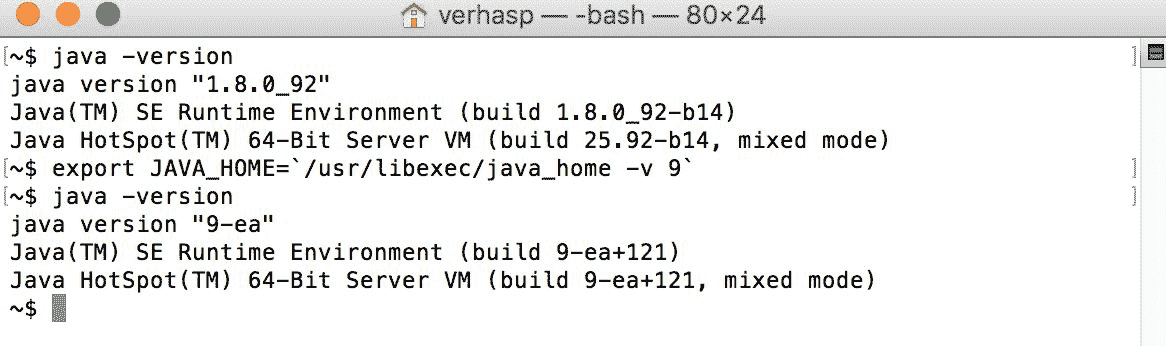 verhasp — -bash — 80×24
[~$ java -version ]
java version "1.8.0_92"
Java(TM) SE Runtime Environment (build 1.8.0_92-b14)
Java HotSpot(TM) 64-Bit Server VM (build 25.92-b14, mixed mode)
[~$ export JAVA_HOME=`/usr/libexec/java_home -v 9` ]
[~$ java -version ]
java version "9-ea"
Java(TM) SE Runtime Environment (build 9-ea+121)
Java HotSpot(TM) 64-Bit Server VM (build 9-ea+121, mixed mode)
~$